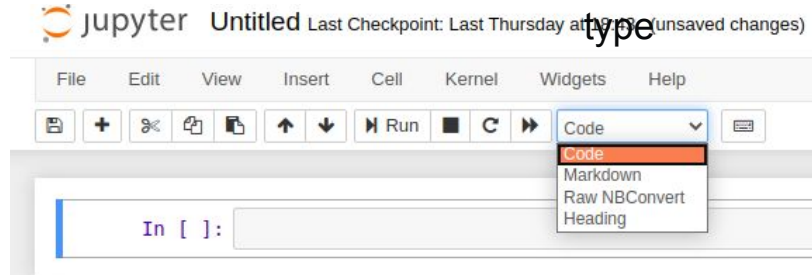 jupyter Untitled Last Checkpoint: Last Thursday at (unsaved changes)
type
File Edit View Insert Cell Kernel Widgets Help
Run Code
Code
Markdown
Raw NBConvert
Heading
In [ ]: